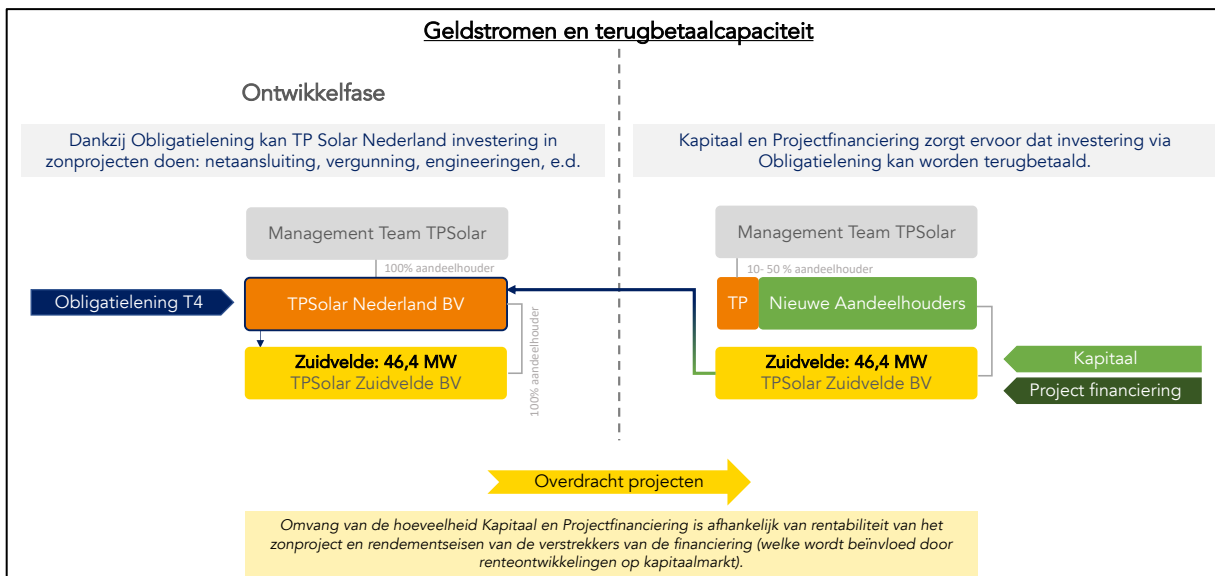 Geldstromen en terugbetaalcapaciteit
Ontwikkelfase
Dankzij Obligatielening kan TP Solar Nederland investering in
zonprojecten doen: netaansluiting, vergunning, engineeringen, e.d.
Management Team TPSolar
100% aandeelhouder
Obligatielening T4
TPSolar Nederland BV
Zuidvelde: 46,4 MW
TPSolar Zuidvelde BV
100% aandeelhouder
Kapitaal en Projectfinanciering zorgt ervoor dat investering via
Obligatielening kan worden terugbetaald.
Management Team TPSolar
10- 50 % aandeelhouder
TP
Nieuwe Aandeelhouders
Zuidvelde: 46,4 MW
TPSolar Zuidvelde BV
Kapitaal
Project financiering
Overdracht projecten
Omvang van de hoeveelheid Kapitaal en Projectfinanciering is afhankelijk van rentabiliteit van het
zonproject en rendementseisen van de verstrekkers van de financiering (welke wordt beïnvloed door
renteontwikkelingen op kapitaalmarkt).